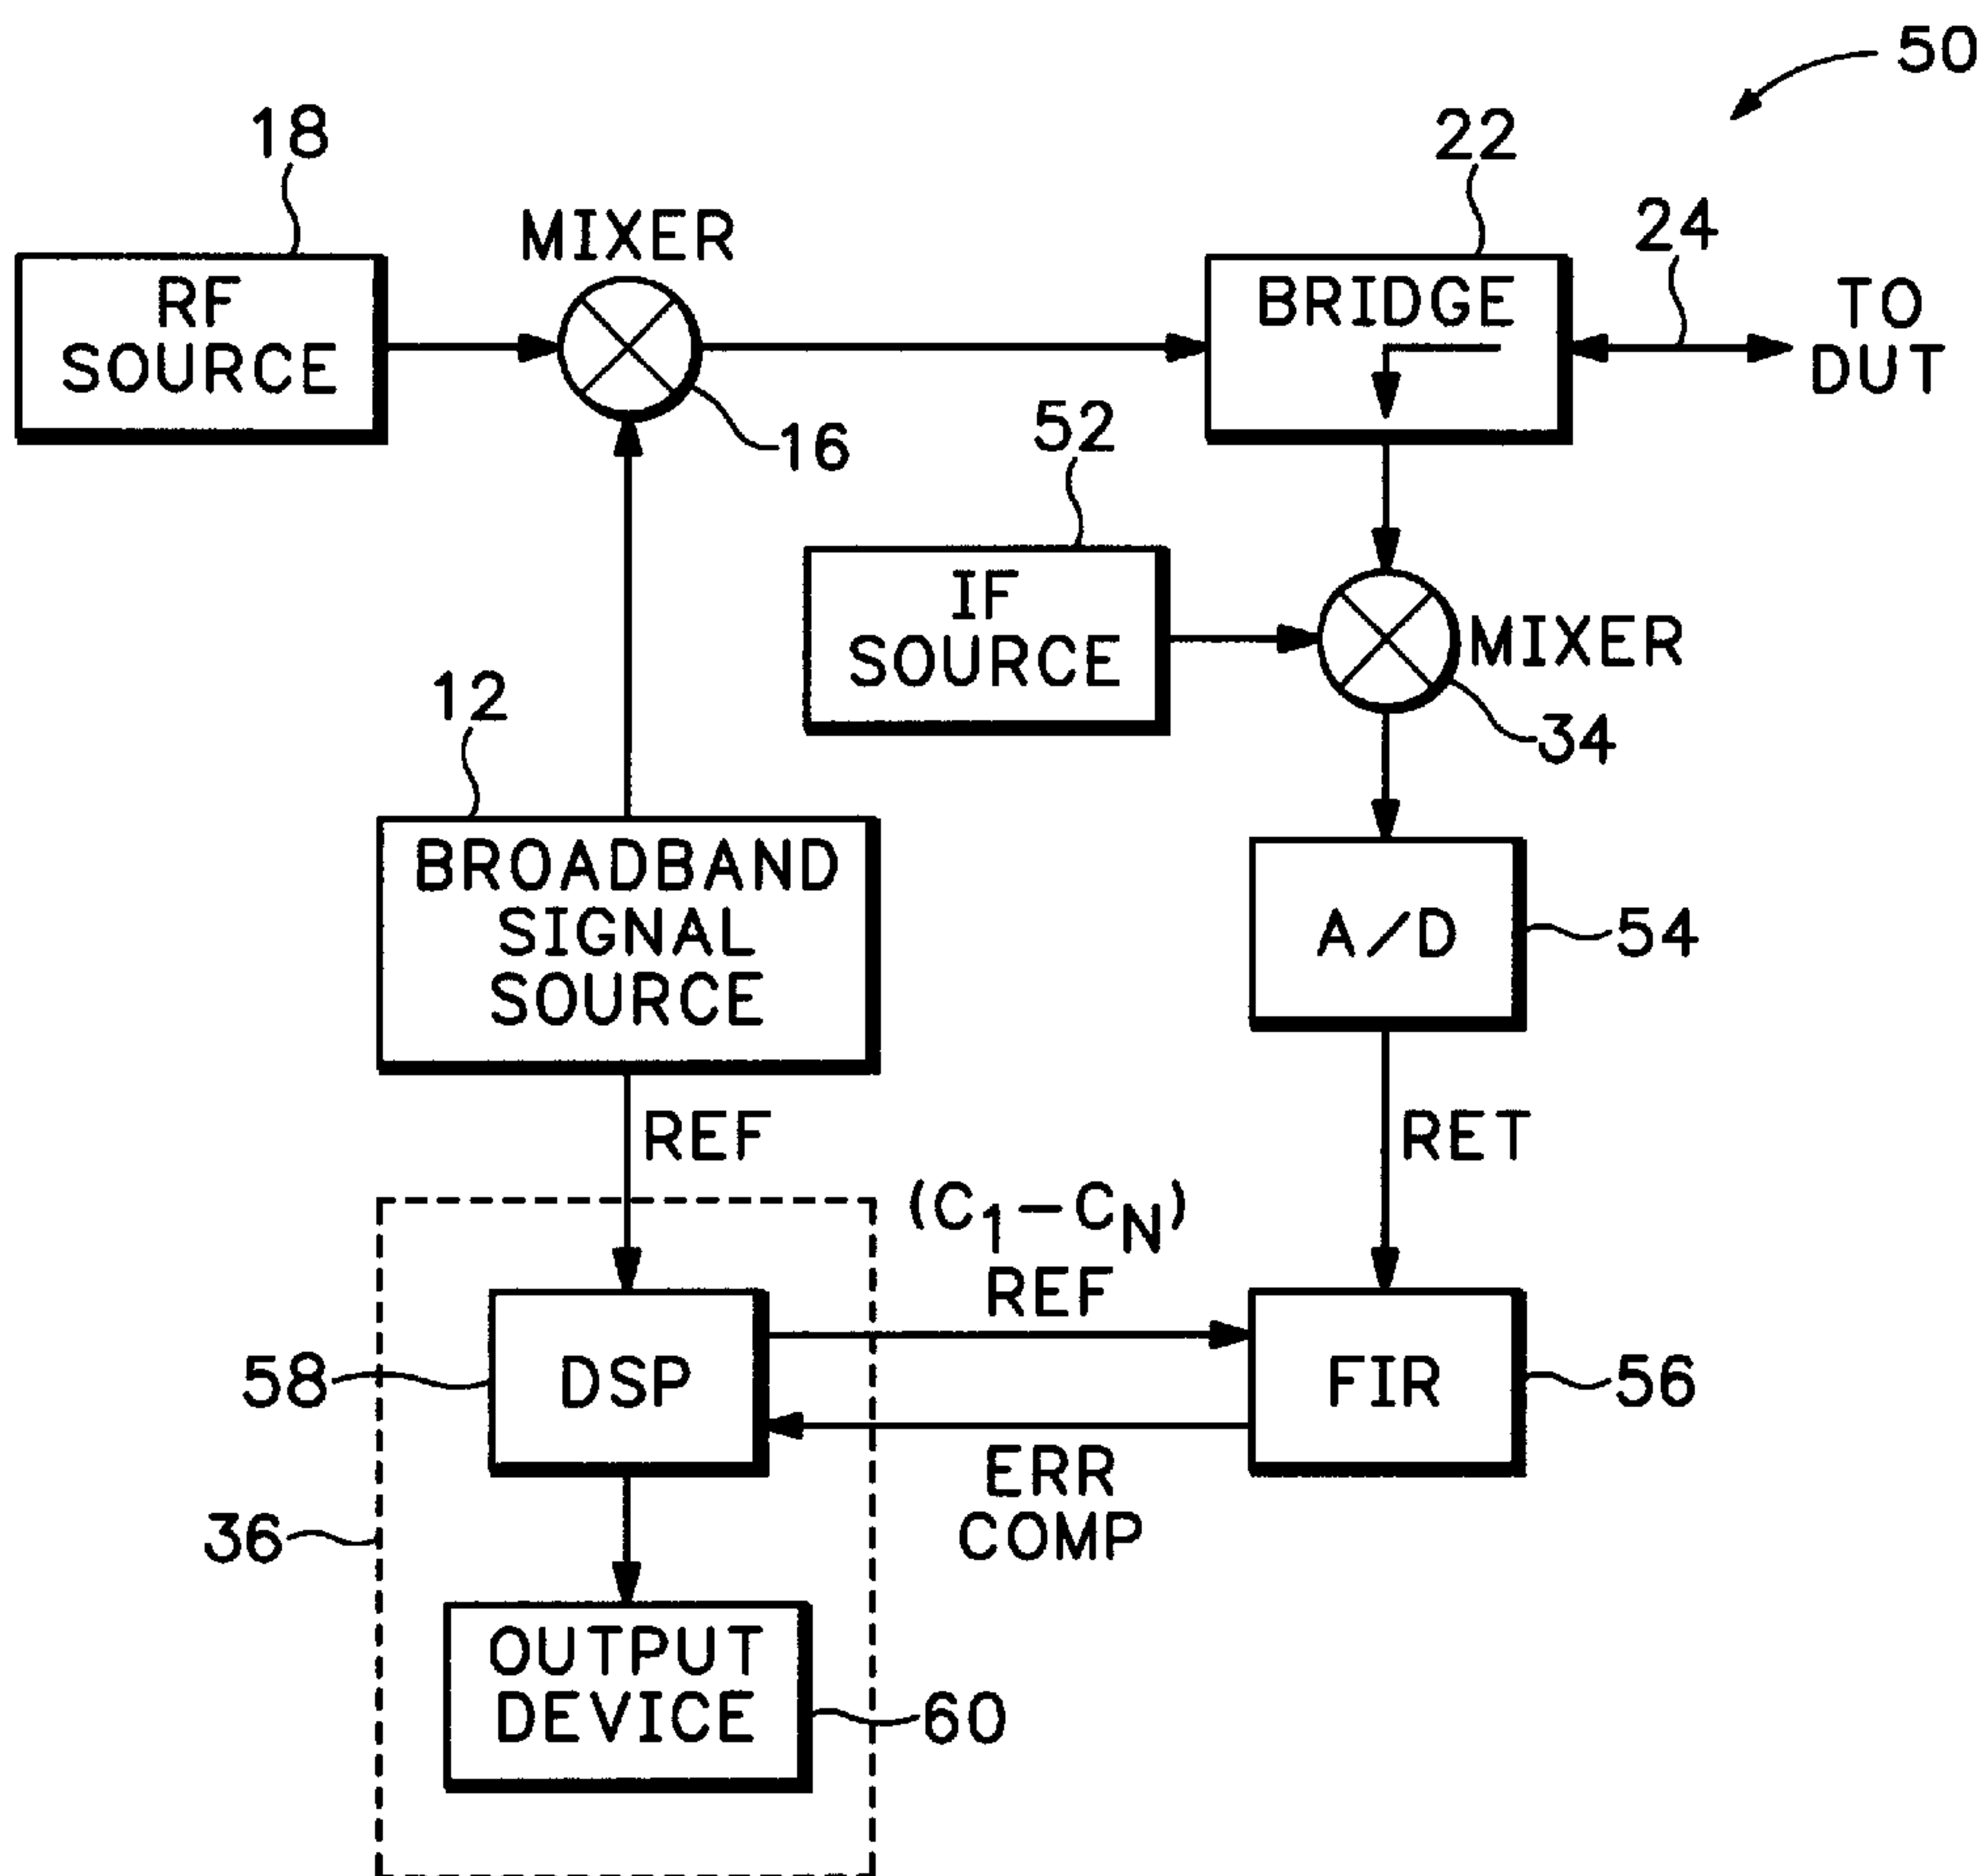 50
18
22
MIXER
24
RF
SOURCE
BRIDGE
TO
DUT
16
52
IF
SOURCE
MIXER
12
34
BROADBAND
SIGNAL
SOURCE
A/D
54
REF
RET
(C1-CN)
REF
58
DSP
FIR
56
ERR
COMP
36
OUTPUT
DEVICE
60